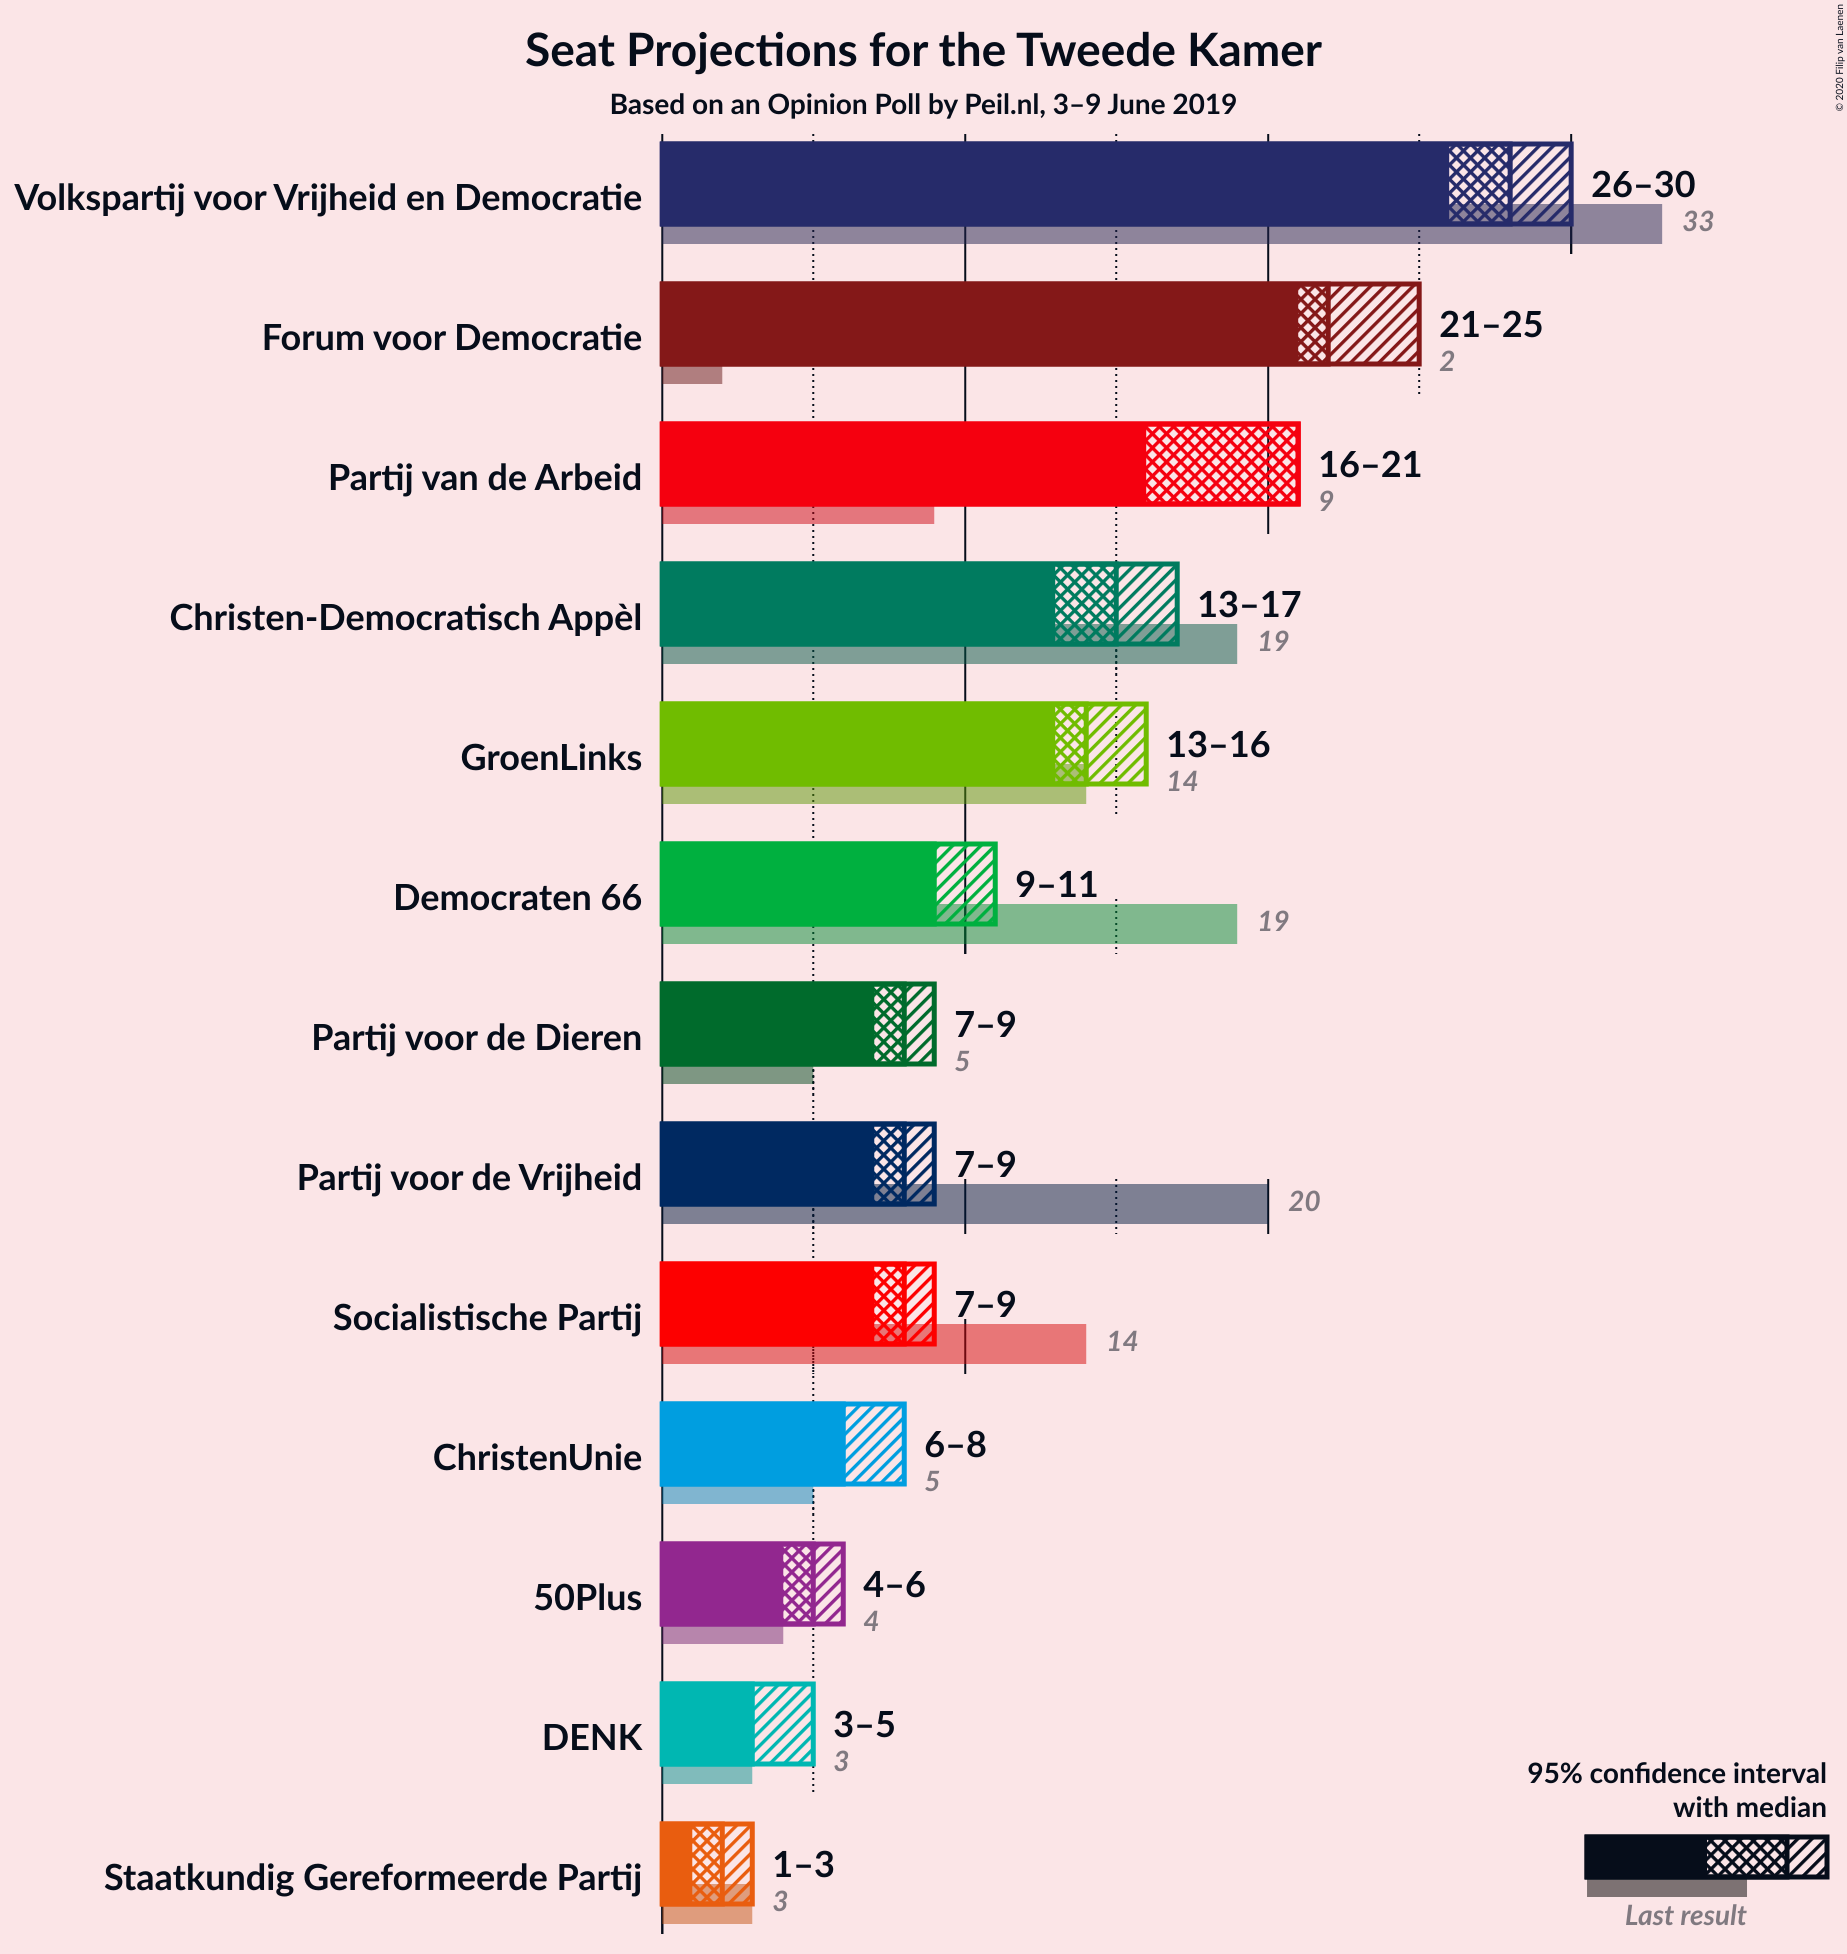 Seat Projections for the Tweede Kamer
Based on an Opinion Poll by Peil.nl, 3–9 June 2019
© 2020 Filip van Laenen
Volkspartij voor Vrijheid en Democratie
26–30
33
Forum voor Democratie
21–25
2
Partij van de Arbeid
16–21
9
Christen-Democratisch Appèl
13–17
19
GroenLinks
13–16
14
Democraten 66
9–11
19
Partij voor de Dieren
7–9
5
Partij voor de Vrijheid
7–9
20
Socialistische Partij
7–9
14
ChristenUnie
6–8
5
50Plus
4–6
4
DENK
3–5
3
Staatkundig Gereformeerde Partij
1–3
3
95% confidence interval
with median
Last result